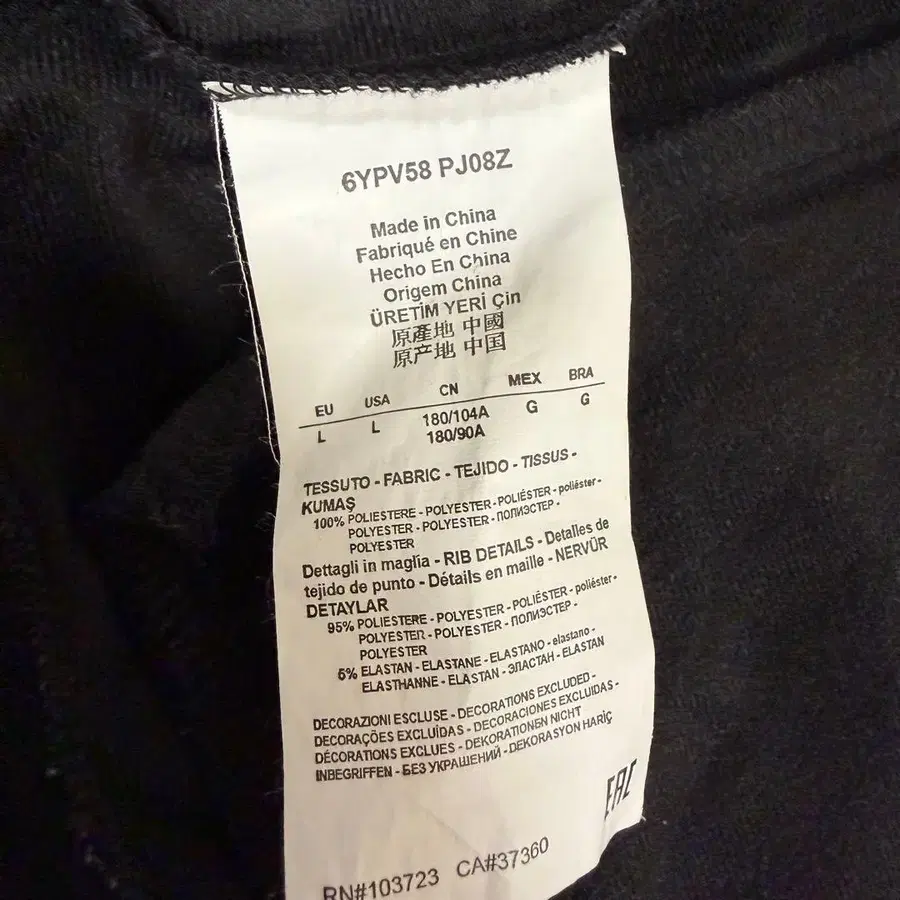 6YPV58 PJ08Z
Made in China
Fabriqué en Chine
Hecho En China
Origem China
ÜRETİM YERİ Çin
原產地 中國
原产地 中国
EU USA CN MEX BRA
L L 180/104A G G
180/90A
TESSUTO - FABRIC - TEJIDO - TISSUS -
KUMAŞ
100% POLIESTERE - POLYESTER - POLIÉSTER - poliéster -
POLYESTER - POLYESTER - ПОЛИЭСТЕР -
POLYESTER
Dettagli in maglia - RIB DETAILS - Detalles de
tejido de punto - Détails en maille - NERVÜR
DETAYLAR
95% POLIESTERE - POLYESTER - POLIÉSTER - poliéster -
POLYESTER - POLYESTER - ПОЛИЭСТЕР -
POLYESTER
5% ELASTAN - ELASTANE - ELASTANO - elastano -
ELASTHANNE - ELASTAN - ЭЛАСТАН - ELASTAN
DECORAZIONI ESCLUSE - DECORATIONS EXCLUDED -
DECORAÇÕES EXCLUÍDAS - DECORACIONES EXCLUIDAS -
DÉCORATIONS EXCLUES - DEKORATIONEN NICHT
INBEGRIFFEN - БЕЗ УКРАШЕНИЙ - DEKORASYON HARİÇ
EAC
RN#103723 CA#37360